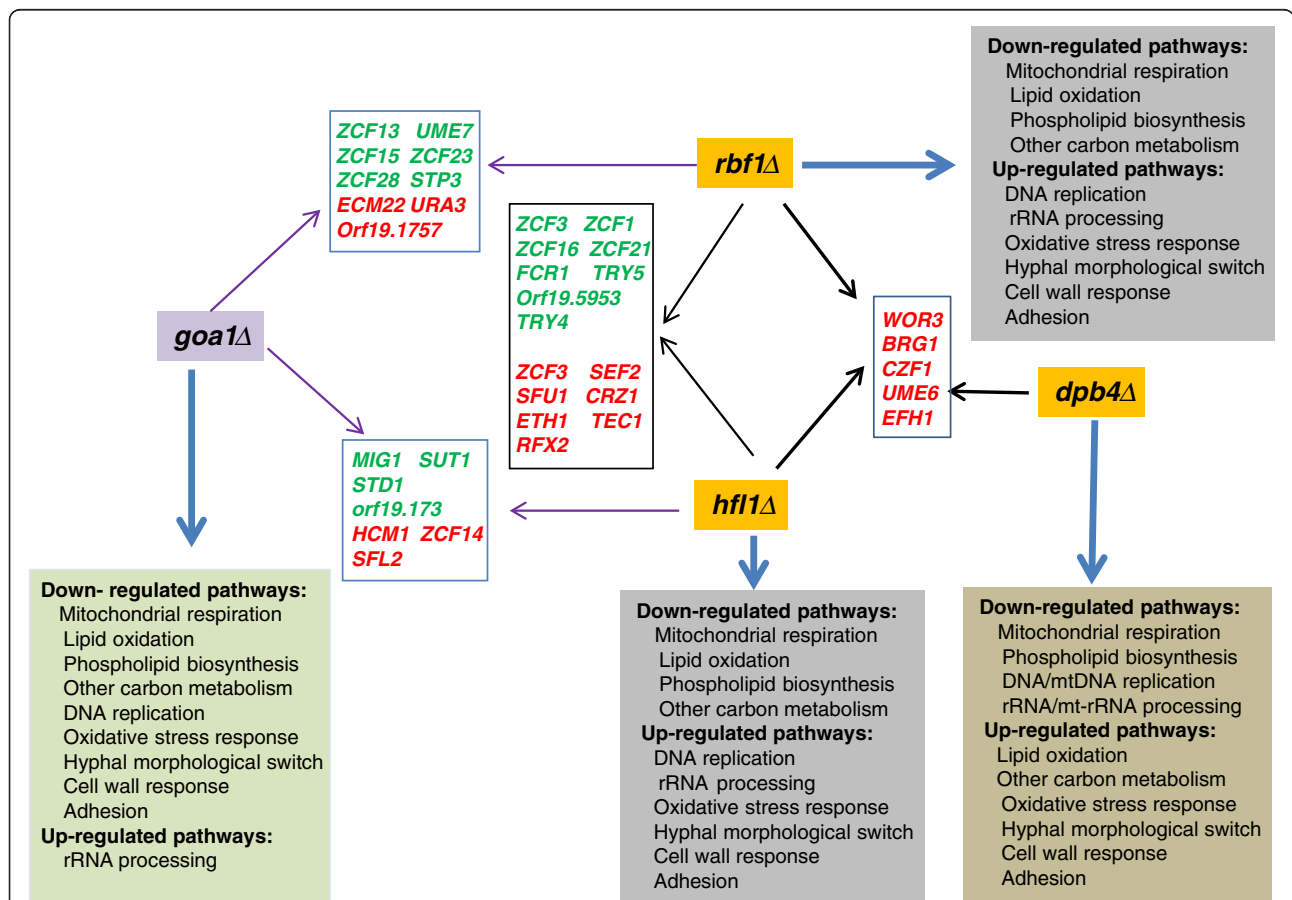 Down-regulated pathways:
Mitochondrial respiration
Lipid oxidation
Phospholipid biosynthesis
Other carbon metabolism
Up-regulated pathways:
DNA replication
rRNA processing
Oxidative stress response
Hyphal morphological switch
Cell wall response
Adhesion
ZCF13 UME7
ZCF15 ZCF23
ZCF28 STP3
ECM22 URA3
Orf19.1757
rbf1Δ
ZCF3 ZCF1
ZCF16 ZCF21
FCR1 TRY5
Orf19.5953
TRY4
ZCF3 SEF2
SFU1 CRZ1
ETH1 TEC1
RFX2
goa1Δ
WOR3
BRG1
CZF1
UME6
EFH1
dpb4Δ
MIG1 SUT1
STD1
orf19.173
HCM1 ZCF14
SFL2
hfl1Δ
Down- regulated pathways:
Mitochondrial respiration
Lipid oxidation
Phospholipid biosynthesis
Other carbon metabolism
DNA replication
Oxidative stress response
Hyphal morphological switch
Cell wall response
Adhesion
Up-regulated pathways:
rRNA processing
Down-regulated pathways:
Mitochondrial respiration
Lipid oxidation
Phospholipid biosynthesis
Other carbon metabolism
Up-regulated pathways:
DNA replication
rRNA processing
Oxidative stress response
Hyphal morphological switch
Cell wall response
Adhesion
Down-regulated pathways:
Mitochondrial respiration
Phospholipid biosynthesis
DNA/mtDNA replication
rRNA/mt-rRNA processing
Up-regulated pathways:
Lipid oxidation
Other carbon metabolism
Oxidative stress response
Hyphal morphological switch
Cell wall response
Adhesion